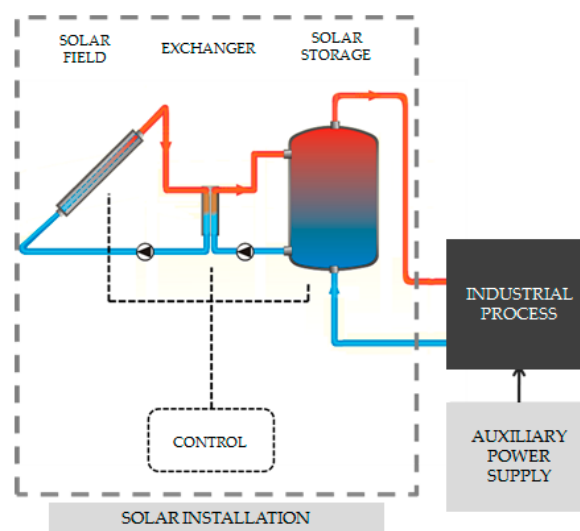 SOLAR
FIELD
EXCHANGER
SOLAR
STORAGE
INDUSTRIAL
PROCESS
CONTROL
AUXILIARY
POWER
SUPPLY
SOLAR INSTALLATION